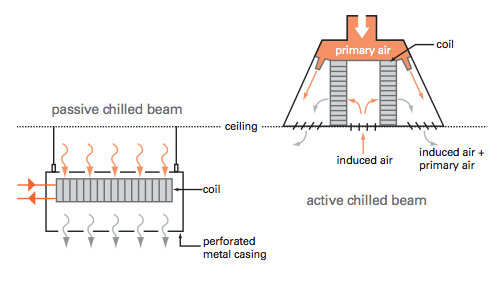 primary air
coil
passive chilled beam
ceiling
induced air
induced air +
primary air
coil
active chilled beam
perforated
metal casing